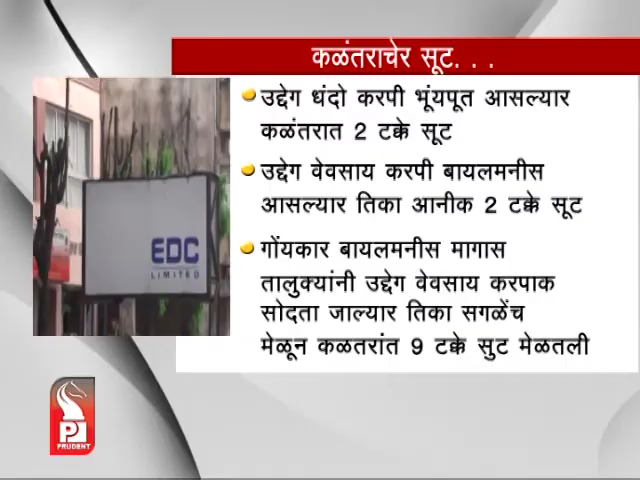 कळंतराचेर सूट. . .
उद्देग धंदो करपी भूंयपूत आसल्यार
कळंतरात 2 टक्के सूट
उद्देग वेवसाय करपी बायलमनीस
आसल्यार तिका आनीक 2 टक्के सूट
गोंयकार बायलमनीस मागास
तालुक्यांनी उद्देग वेवसाय करपाक
सोदता जाल्यार तिका सगळेंच
मेळून कळतरांत 9 टक्के सुट मेळतली
EDC
LIMITED
PRUDENT